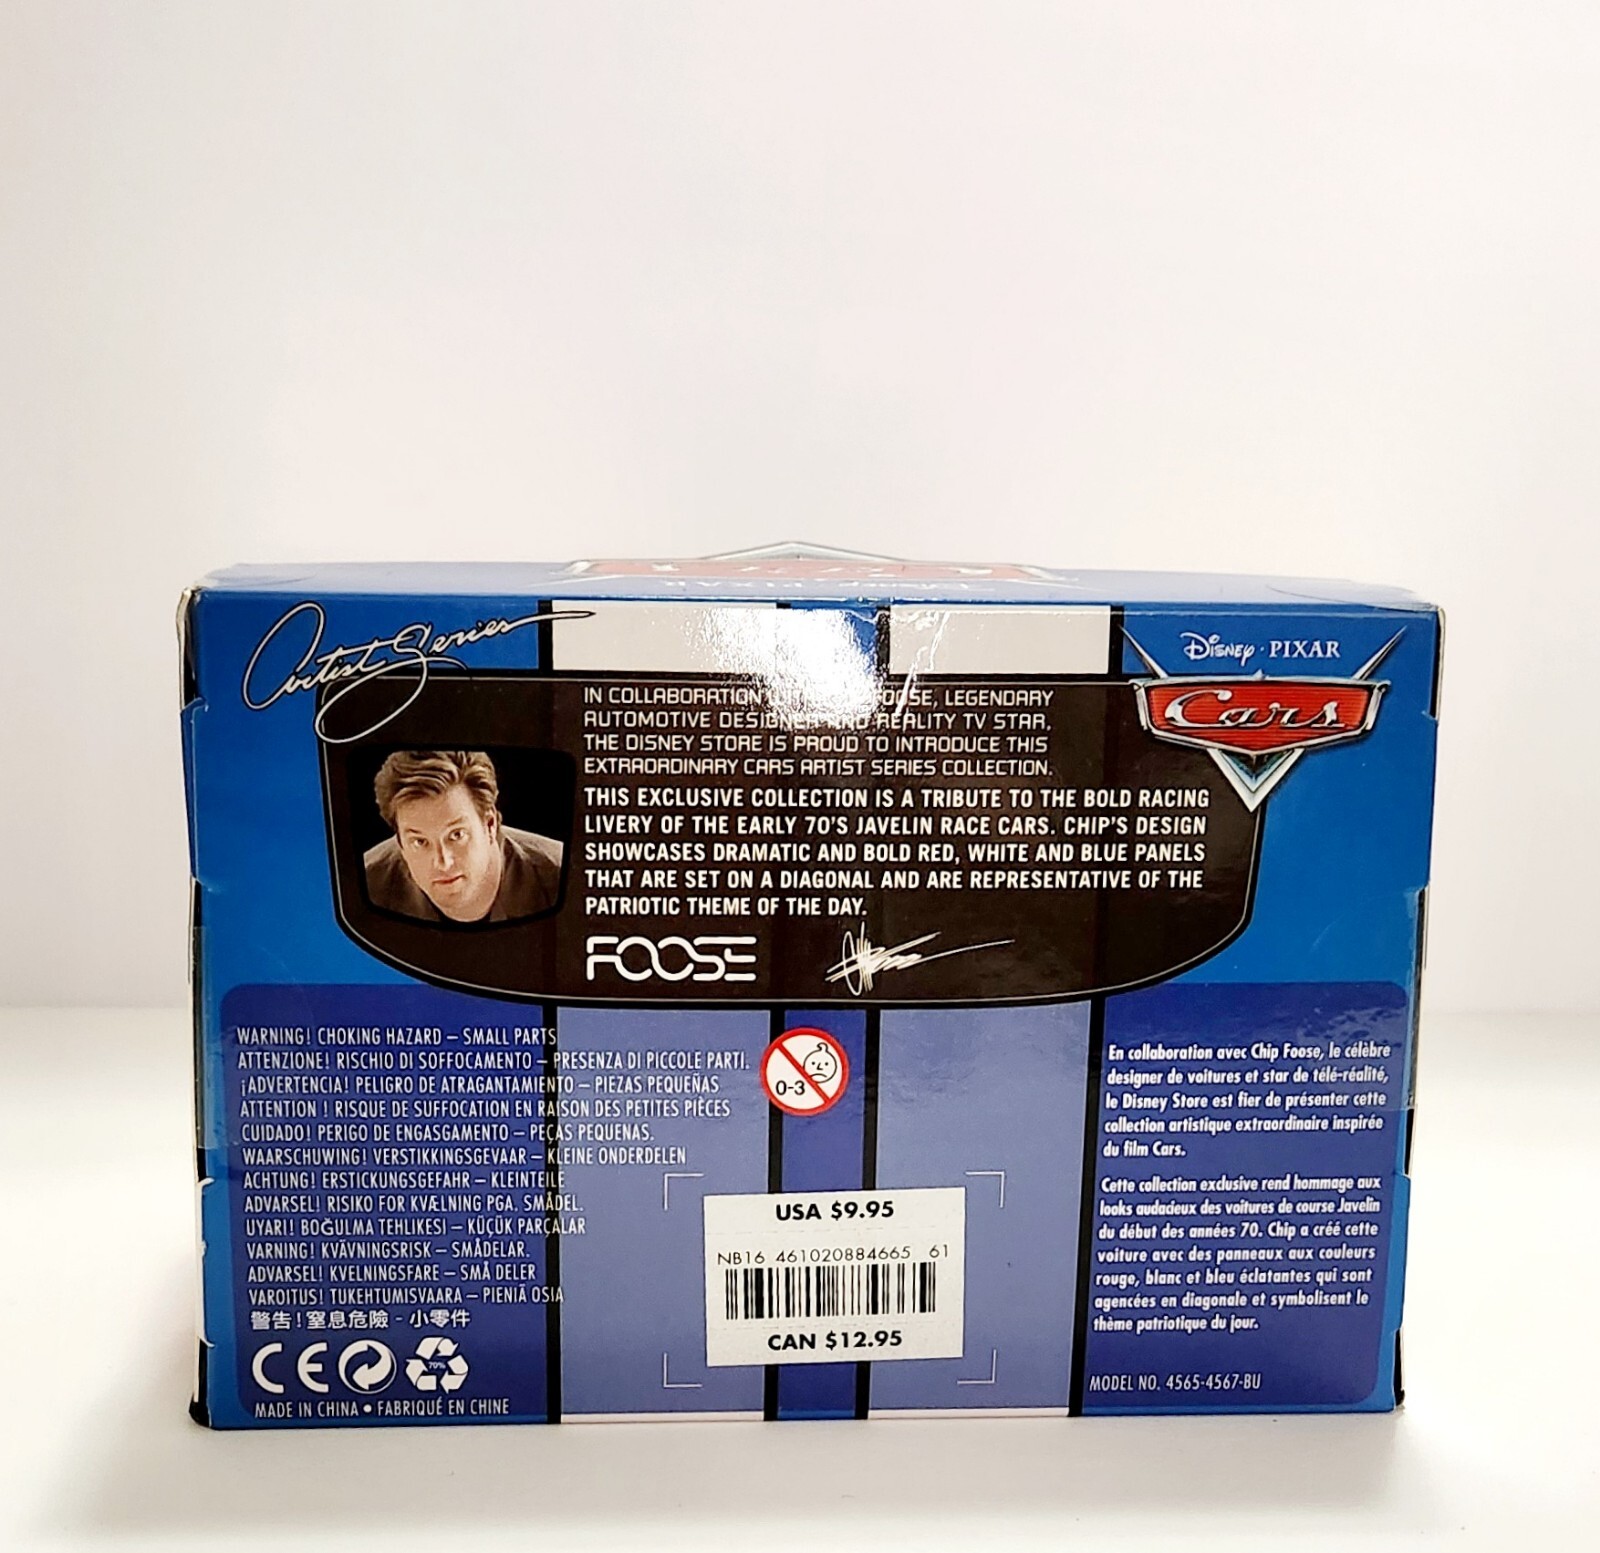 Artist Series
DISNEY · PIXAR
Cars
IN COLLABORATION FOOSE, LEGENDARY
AUTOMOTIVE DESIGNER AND REALITY TV STAR,
THE DISNEY STORE IS PROUD TO INTRODUCE THIS
EXTRAORDINARY CARS ARTIST SERIES COLLECTION.
THIS EXCLUSIVE COLLECTION IS A TRIBUTE TO THE BOLD RACING
LIVERY OF THE EARLY 70'S JAVELIN RACE CARS. CHIP'S DESIGN
SHOWCASES DRAMATIC AND BOLD RED, WHITE AND BLUE PANELS
THAT ARE SET ON A DIAGONAL AND ARE REPRESENTATIVE OF THE
PATRIOTIC THEME OF THE DAY.
FOOSE
WARNING! CHOKING HAZARD – SMALL PARTS
ATTENZIONE! RISCHIO DI SOFFOCAMENTO – PRESENZA DI PICCOLE PARTI.
¡ADVERTENCIA! PELIGRO DE ATRAGANTAMIENTO – PIEZAS PEQUEÑAS
ATTENTION ! RISQUE DE SUFFOCATION EN RAISON DES PETITES PIÈCES
CUIDADO! PERIGO DE ENGASGAMENTO – PEÇAS PEQUENAS.
WAARSCHUWING! VERSTIKKINGSGEVAAR – KLEINE ONDERDELEN
ACHTUNG! ERSTICKUNGSGEFAHR – KLEINTEILE
ADVARSEL! RISIKO FOR KVÆLNING PGA. SMÅDEL.
UYARI! BOĞULMA TEHLIKESI – KÜÇÜK PARÇALAR
VARNING! KVÄVNINGSRISK – SMÅDELAR.
ADVARSEL! KVELNINGSFARE – SMÅ DELER
VAROITUS! TUKEHTUMISVAARA – PIENIÄ OSIA
警告!窒息危險 - 小零件
CE
70%
MADE IN CHINA • FABRIQUÉ EN CHINE
0-3
USA $9.95
NB16 461020884665 61
CAN $12.95
En collaboration avec Chip Foose, le célèbre
designer de voitures et star de télé-réalité,
le Disney Store est fier de présenter cette
collection artistique extraordinaire inspirée
du film Cars.
Cette collection exclusive rend hommage aux
looks audacieux des voitures de course Javelin
du début des années 70. Chip a créé cette
voiture avec des panneaux aux couleurs
rouge, blanc et bleu éclatantes qui sont
agencées en diagonale et symbolisent le
thème patriotique du jour.
MODEL NO. 4565-4567-BU